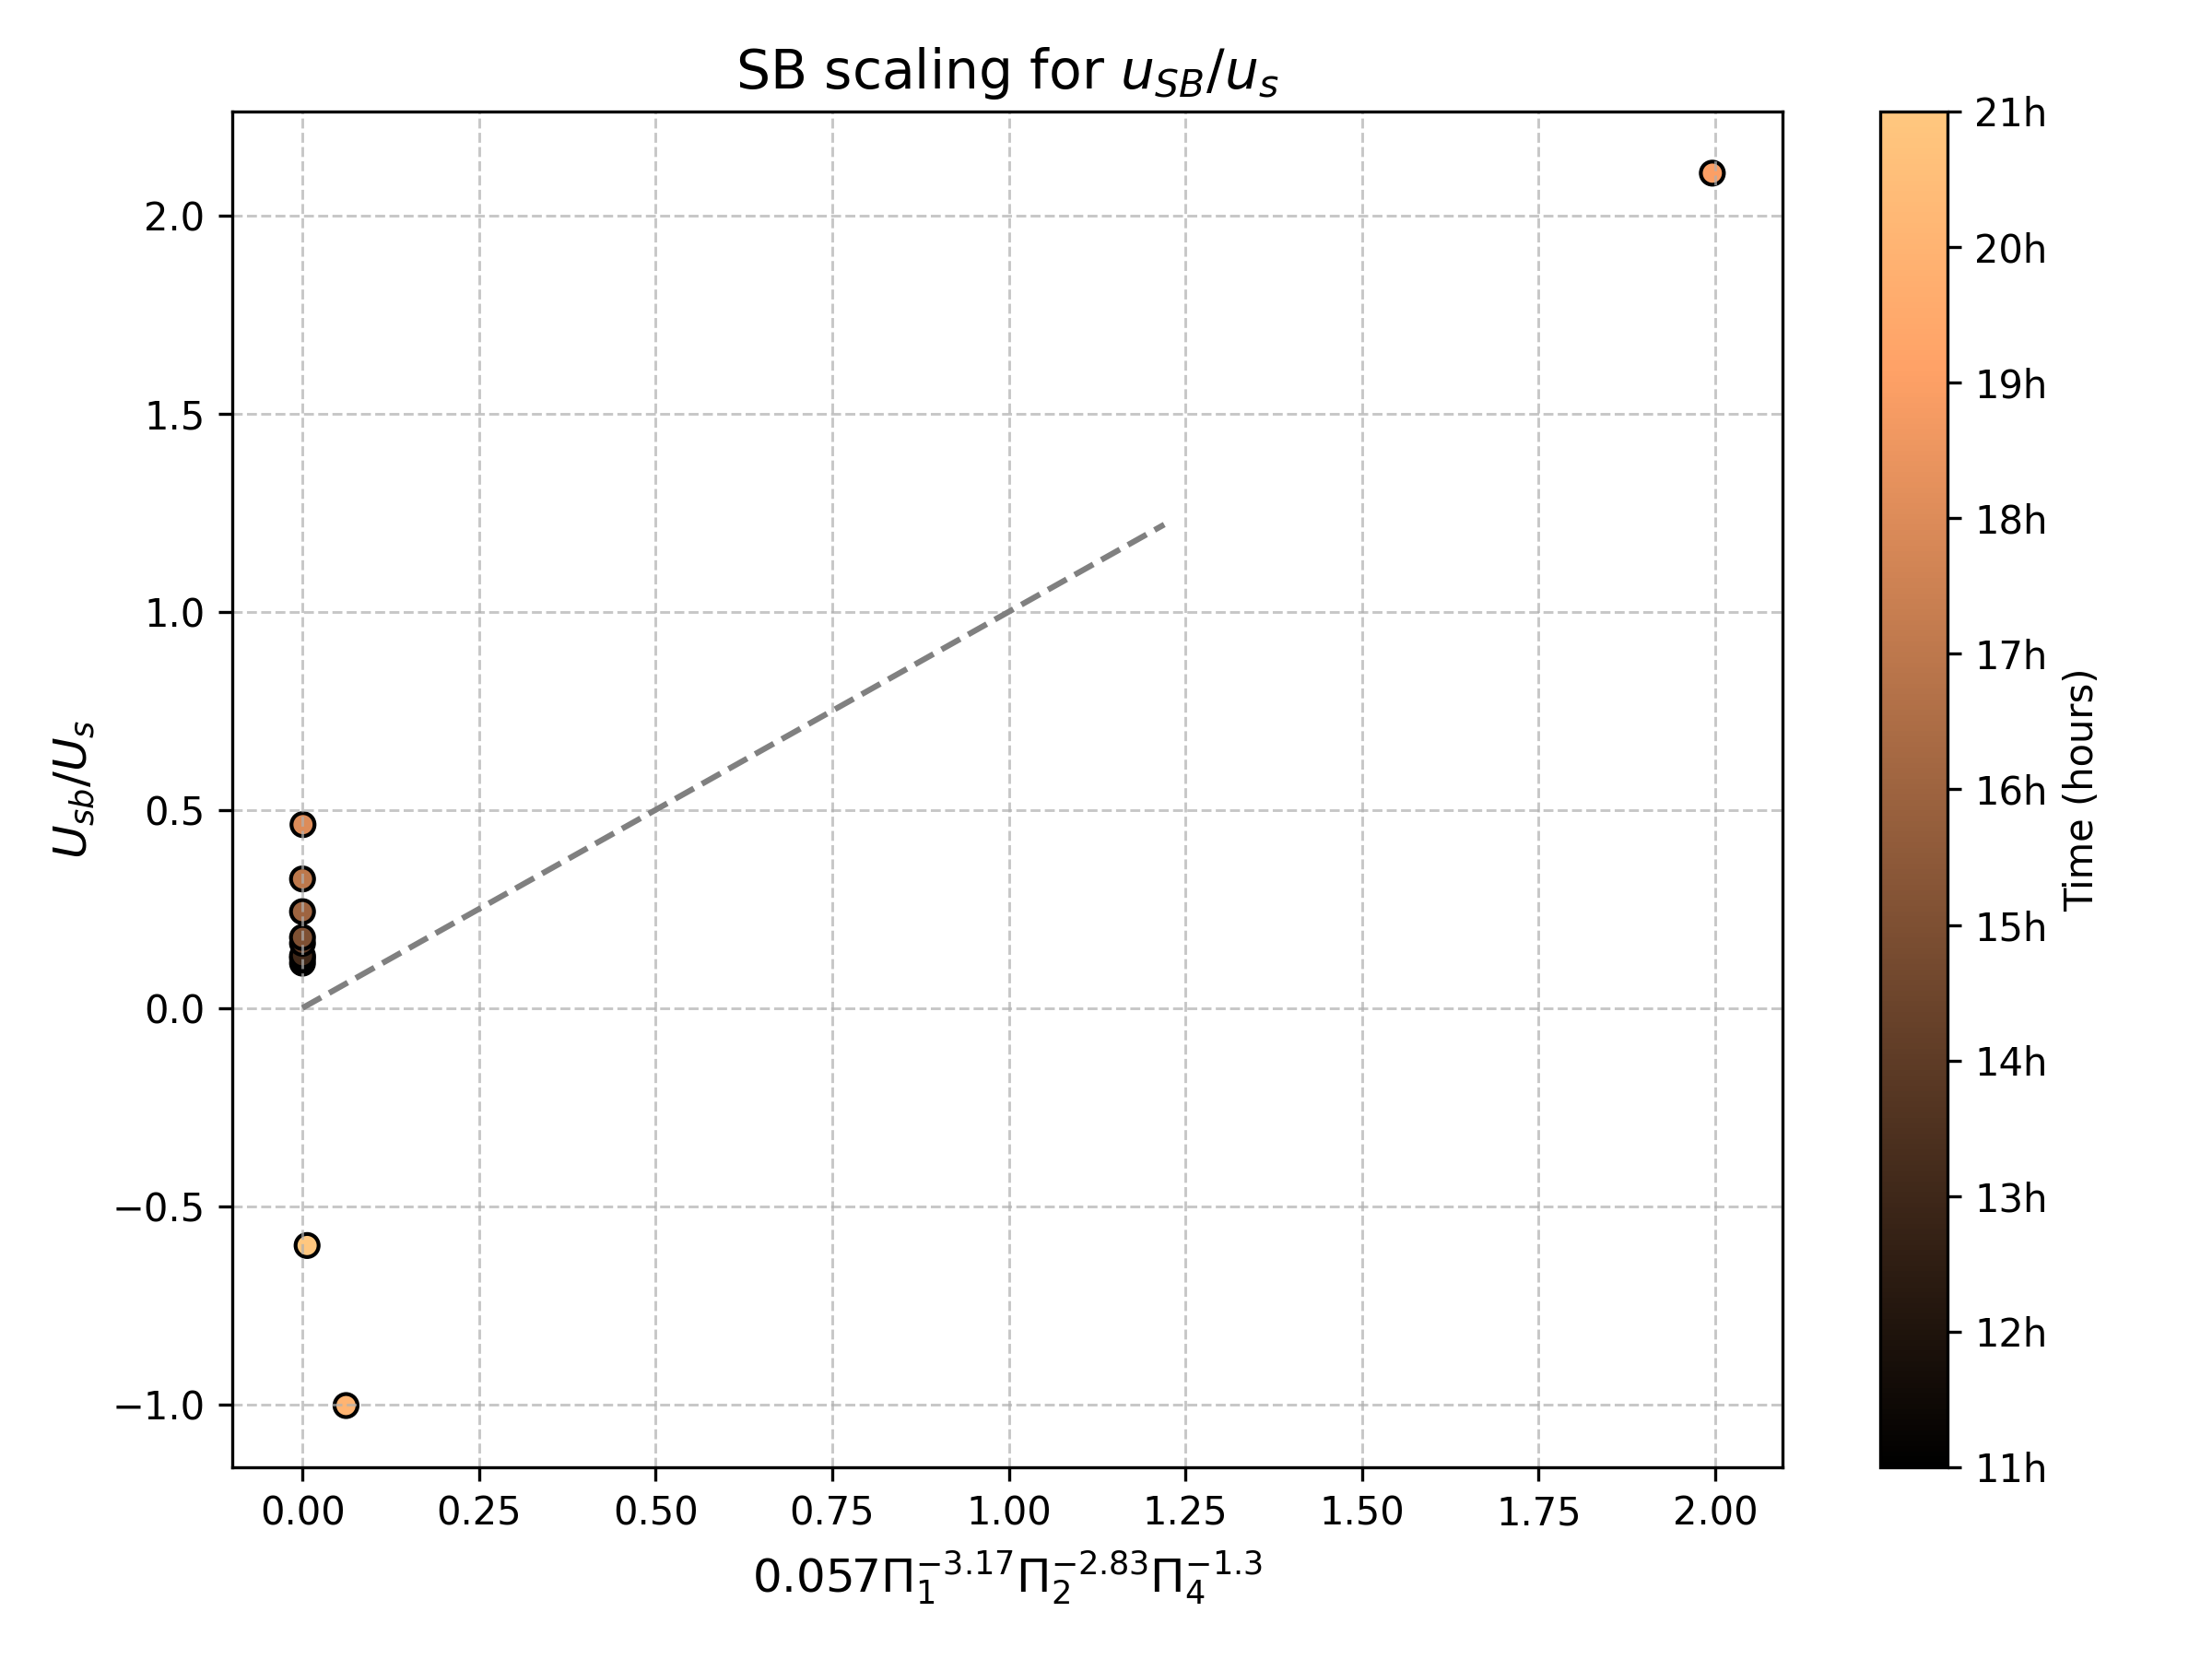 SB scaling for u_SB/u_s
U_sb/U_s
2.0
1.5
1.0
0.5
0.0
−0.5
−1.0
0.00 0.25 0.50 0.75 1.00 1.25 1.50 1.75 2.00
0.057Π₁^−3.17Π₂^−2.83Π₄^−1.3
21h
20h
19h
18h
17h
16h
15h
14h
13h
12h
11h
Time (hours)